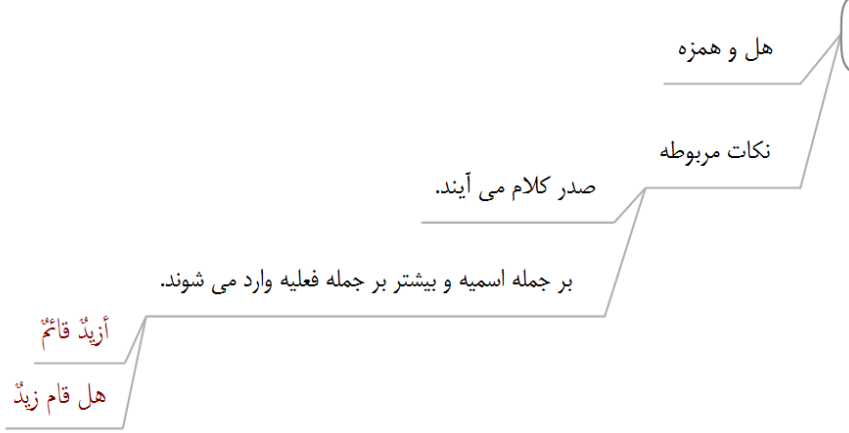 هل و همزه
نکات مربوطه
صدر کلام می آیند.
بر جمله اسمیه و بیشتر بر جمله فعلیه وارد می شوند.
أزیدٌ قائمٌ
هل قام زیدٌ